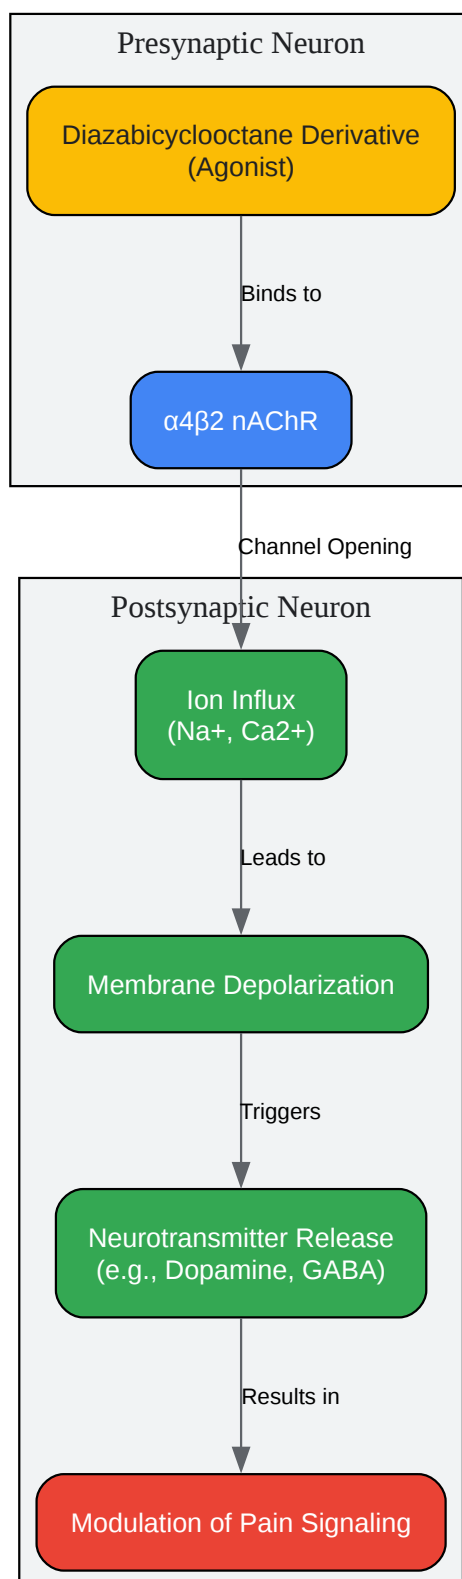 Presynaptic Neuron
Diazabicyclooctane Derivative
(Agonist)
Binds to
α4β2 nAChR
Channel Opening
Postsynaptic Neuron
Ion Influx
(Na+, Ca2+)
Leads to
Membrane Depolarization
Triggers
Neurotransmitter Release
(e.g., Dopamine, GABA)
Results in
Modulation of Pain Signaling